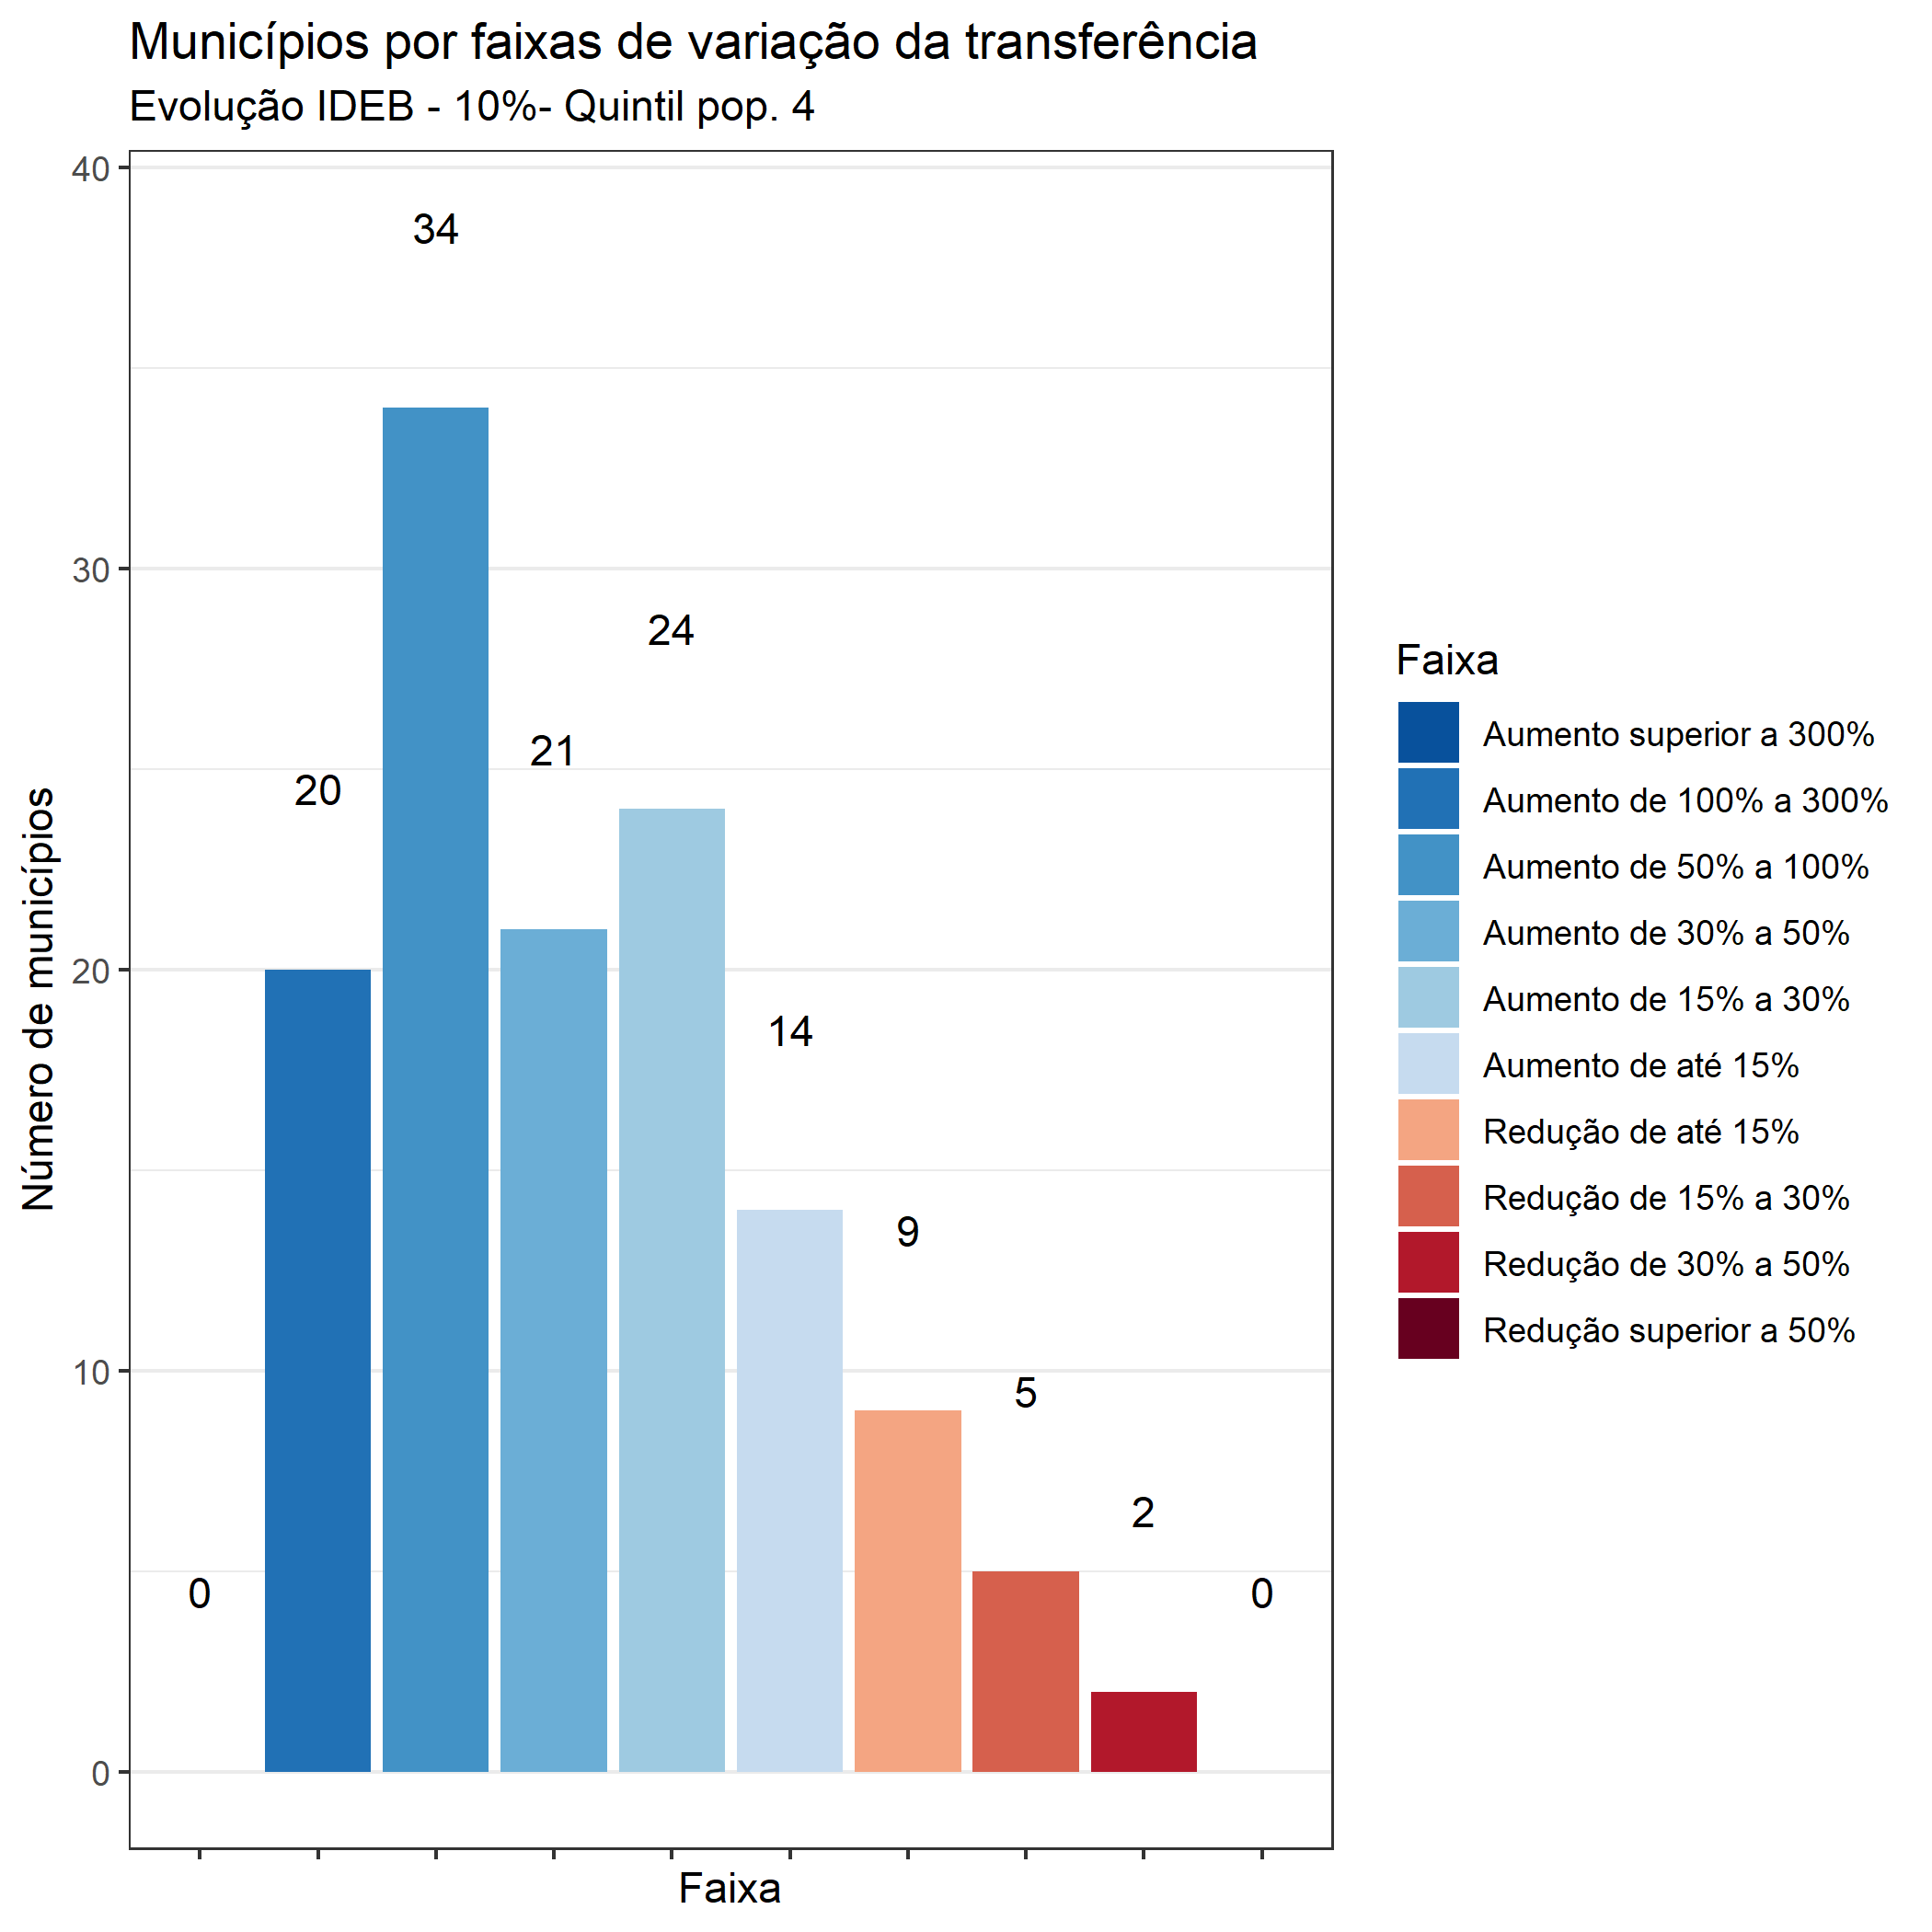 Municípios por faixas de variação da transferência
Evolução IDEB - 10%- Quintil pop. 4
Número de municípios
40
30
20
10
0
0
20
34
21
24
14
9
5
2
0
Faixa
Faixa
Aumento superior a 300%
Aumento de 100% a 300%
Aumento de 50% a 100%
Aumento de 30% a 50%
Aumento de 15% a 30%
Aumento de até 15%
Redução de até 15%
Redução de 15% a 30%
Redução de 30% a 50%
Redução superior a 50%